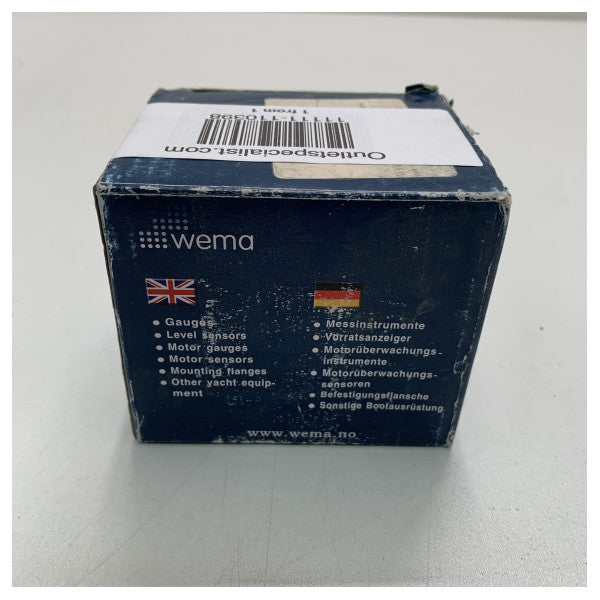 Outletspecialist.com
11111-110398
1 from 1
wema
• Gauges
• Level sensors
• Motor gauges
• Motor sensors
• Mounting flanges
• Other yacht equip-
ment
• Messinstrumente
• Vorratsanzeiger
• Motorüberwachungs-
instrumente
• Motorüberwachungs-
sensoren
• Befestigungsflansche
• Sonstige Bootausrüstung
www.wema.no